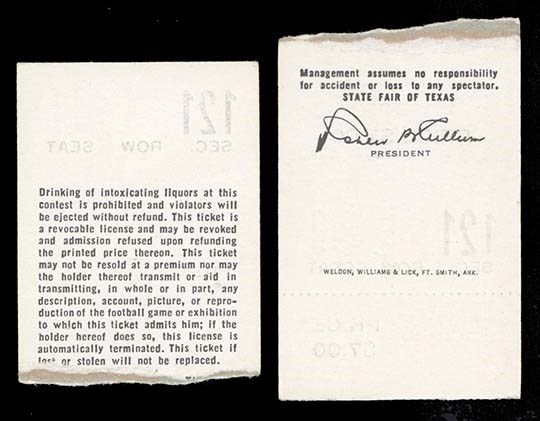 121
SEC. ROW SEAT
Drinking of intoxicating liquors at this
contest is prohibited and violators will
be ejected without refund. This ticket is
a revocable license and may be revoked
and admission refused upon refunding
the printed price thereon. This ticket
may not be resold at a premium nor may
the holder thereof transmit or aid in
transmitting, in whole or in part, any
description, account, picture, or repro-
duction of the football game or exhibition
to which this ticket admits him; if the
holder hereof does so, this license is
automatically terminated. This ticket if
lost or stolen will not be replaced.
Management assumes no responsibility
for accident or loss to any spectator.
STATE FAIR OF TEXAS
Robert B Cullum
PRESIDENT
121
WELDON, WILLIAMS & LICK, FT. SMITH, ARK.